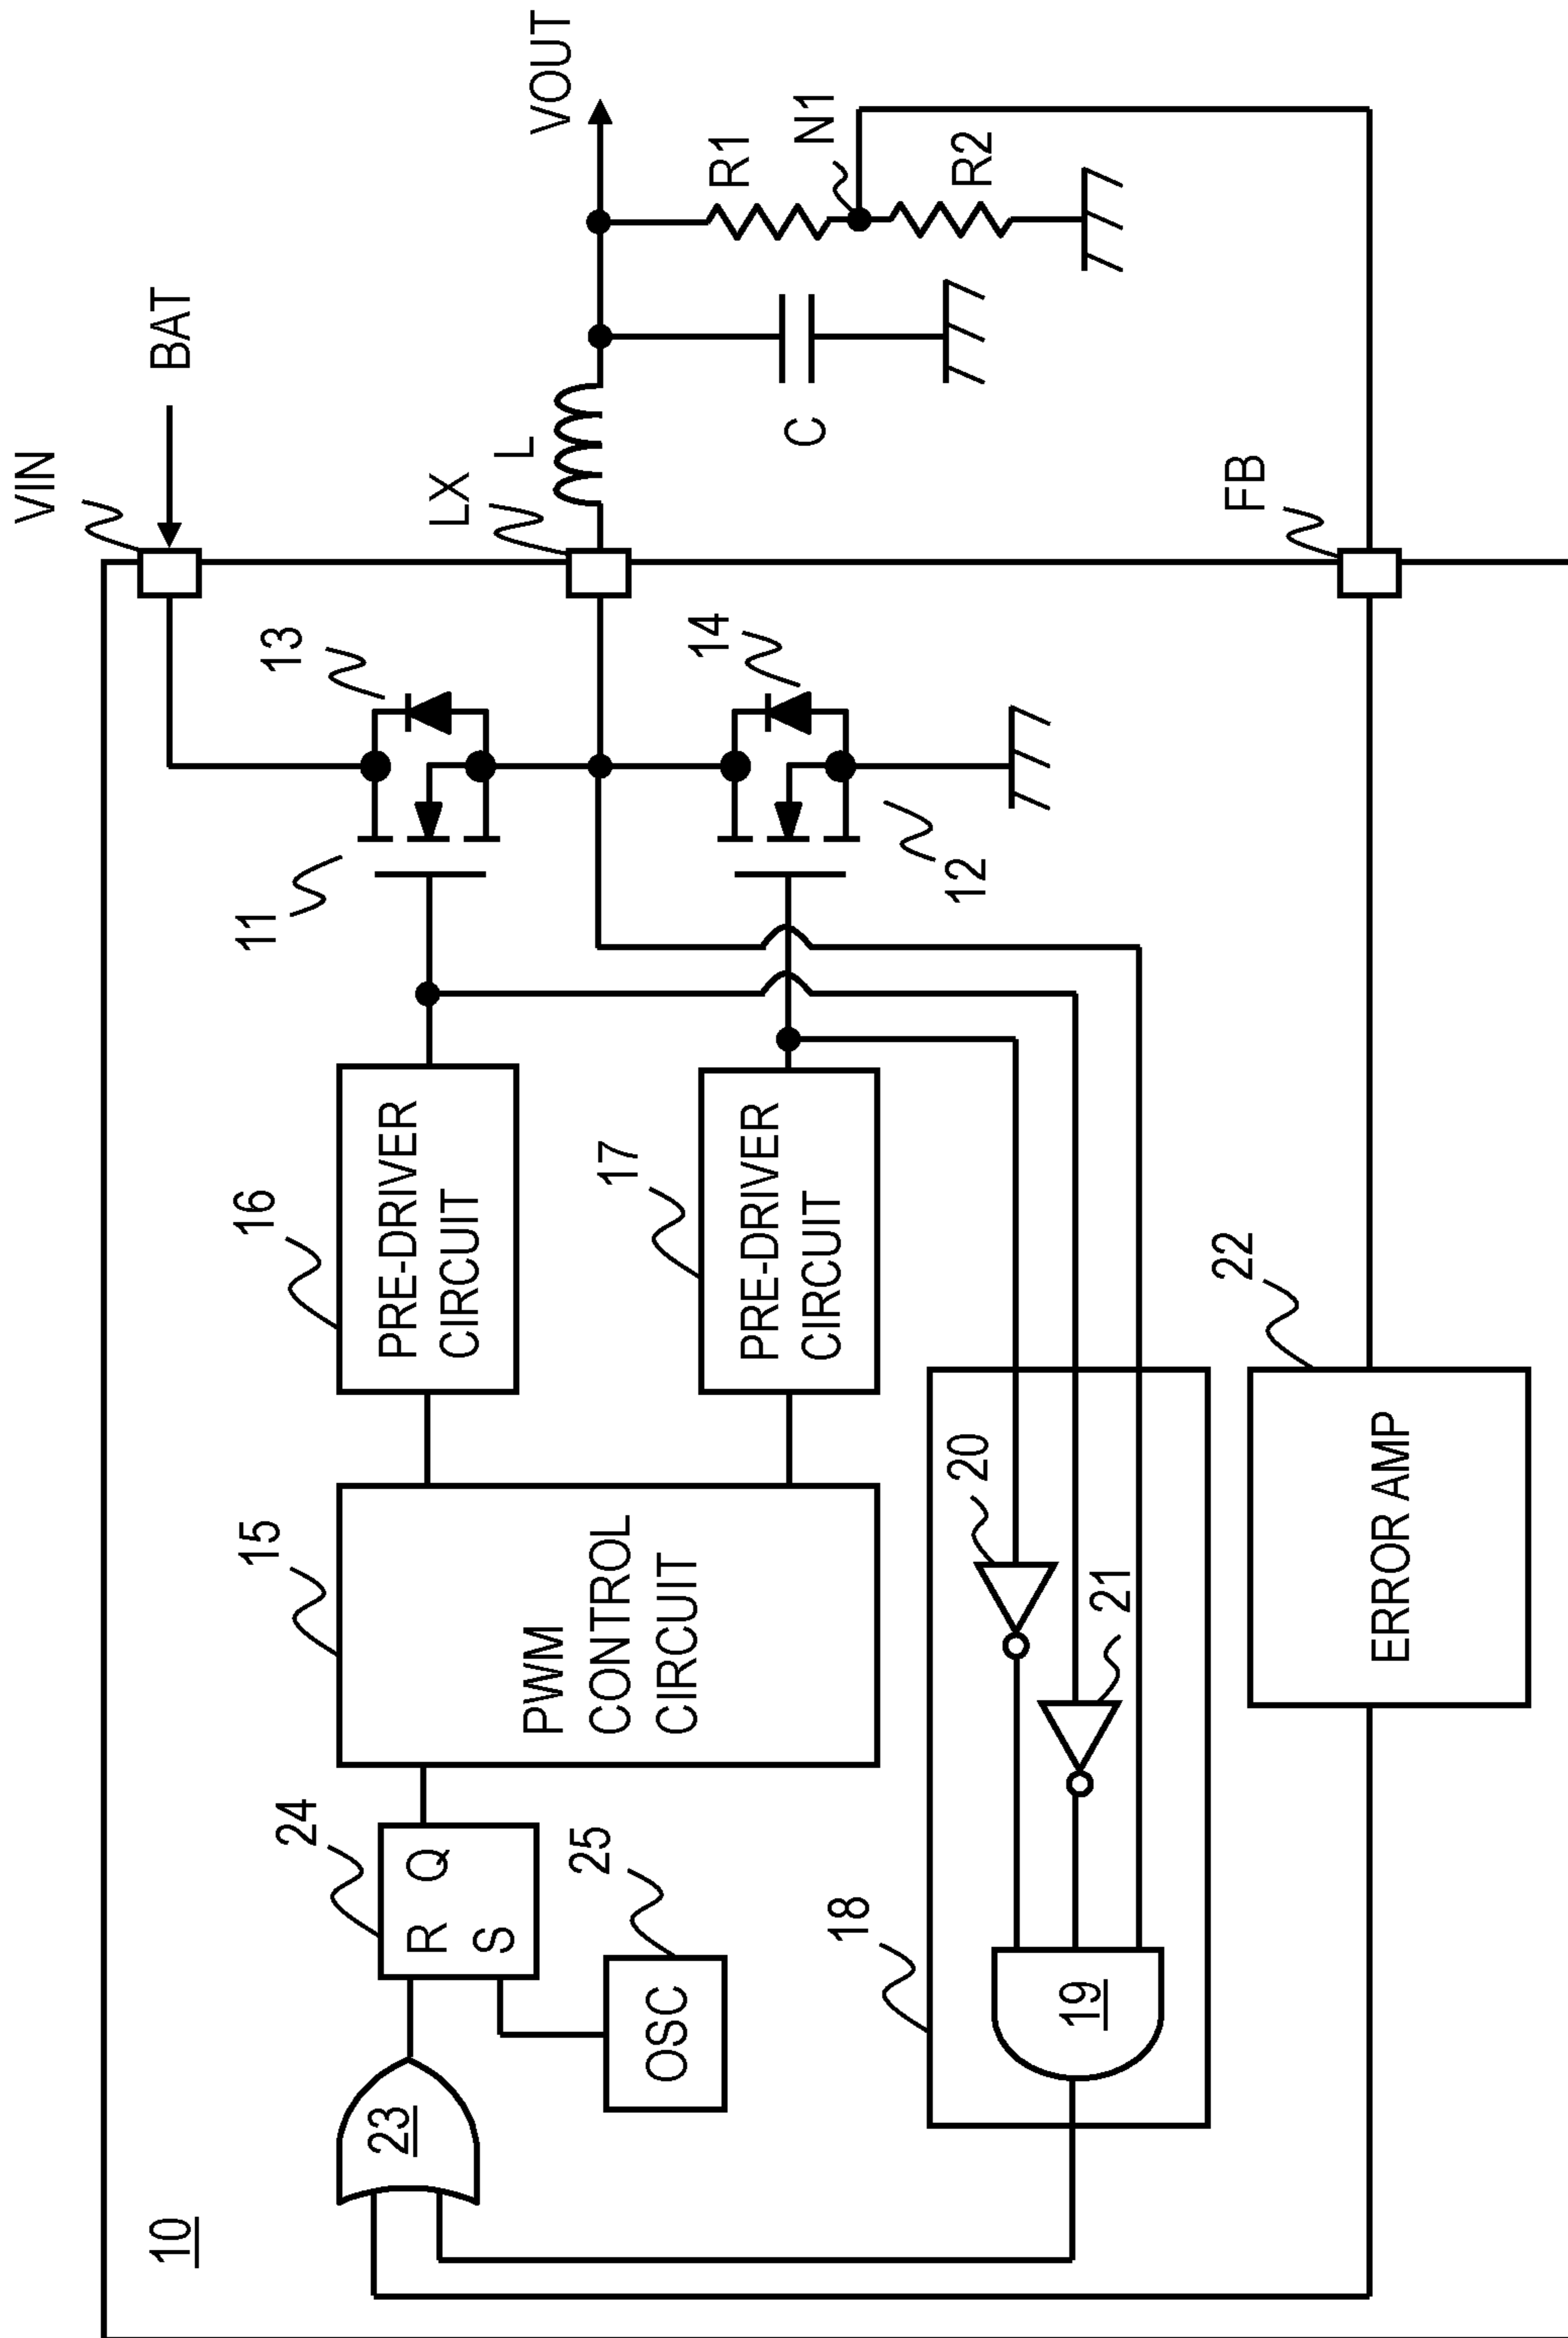 10
VIN
BAT
VOUT
13
11
LX
L
C
R1
N1
R2
14
12
16
PRE-DRIVER
CIRCUIT
17
PRE-DRIVER
CIRCUIT
15
PWM
CONTROL
CIRCUIT
24
R Q
S
25
OSC
23
18
19
20
21
22
ERROR AMP
FB